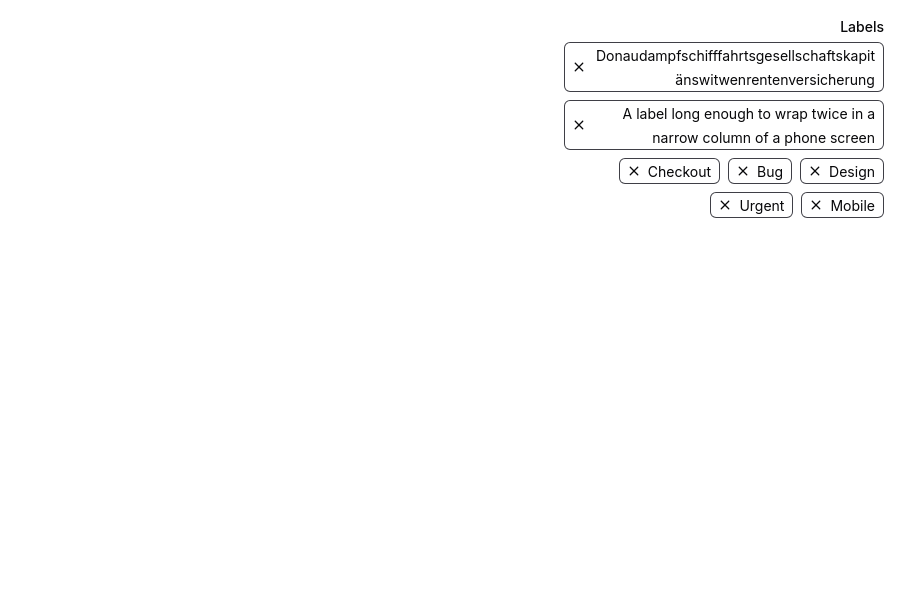 Labels
Donaudampfschifffahrtsgesellschaftskapit
änswitwenrentenversicherung
A label long enough to wrap twice in a
narrow column of a phone screen
Checkout Bug Design
Urgent Mobile